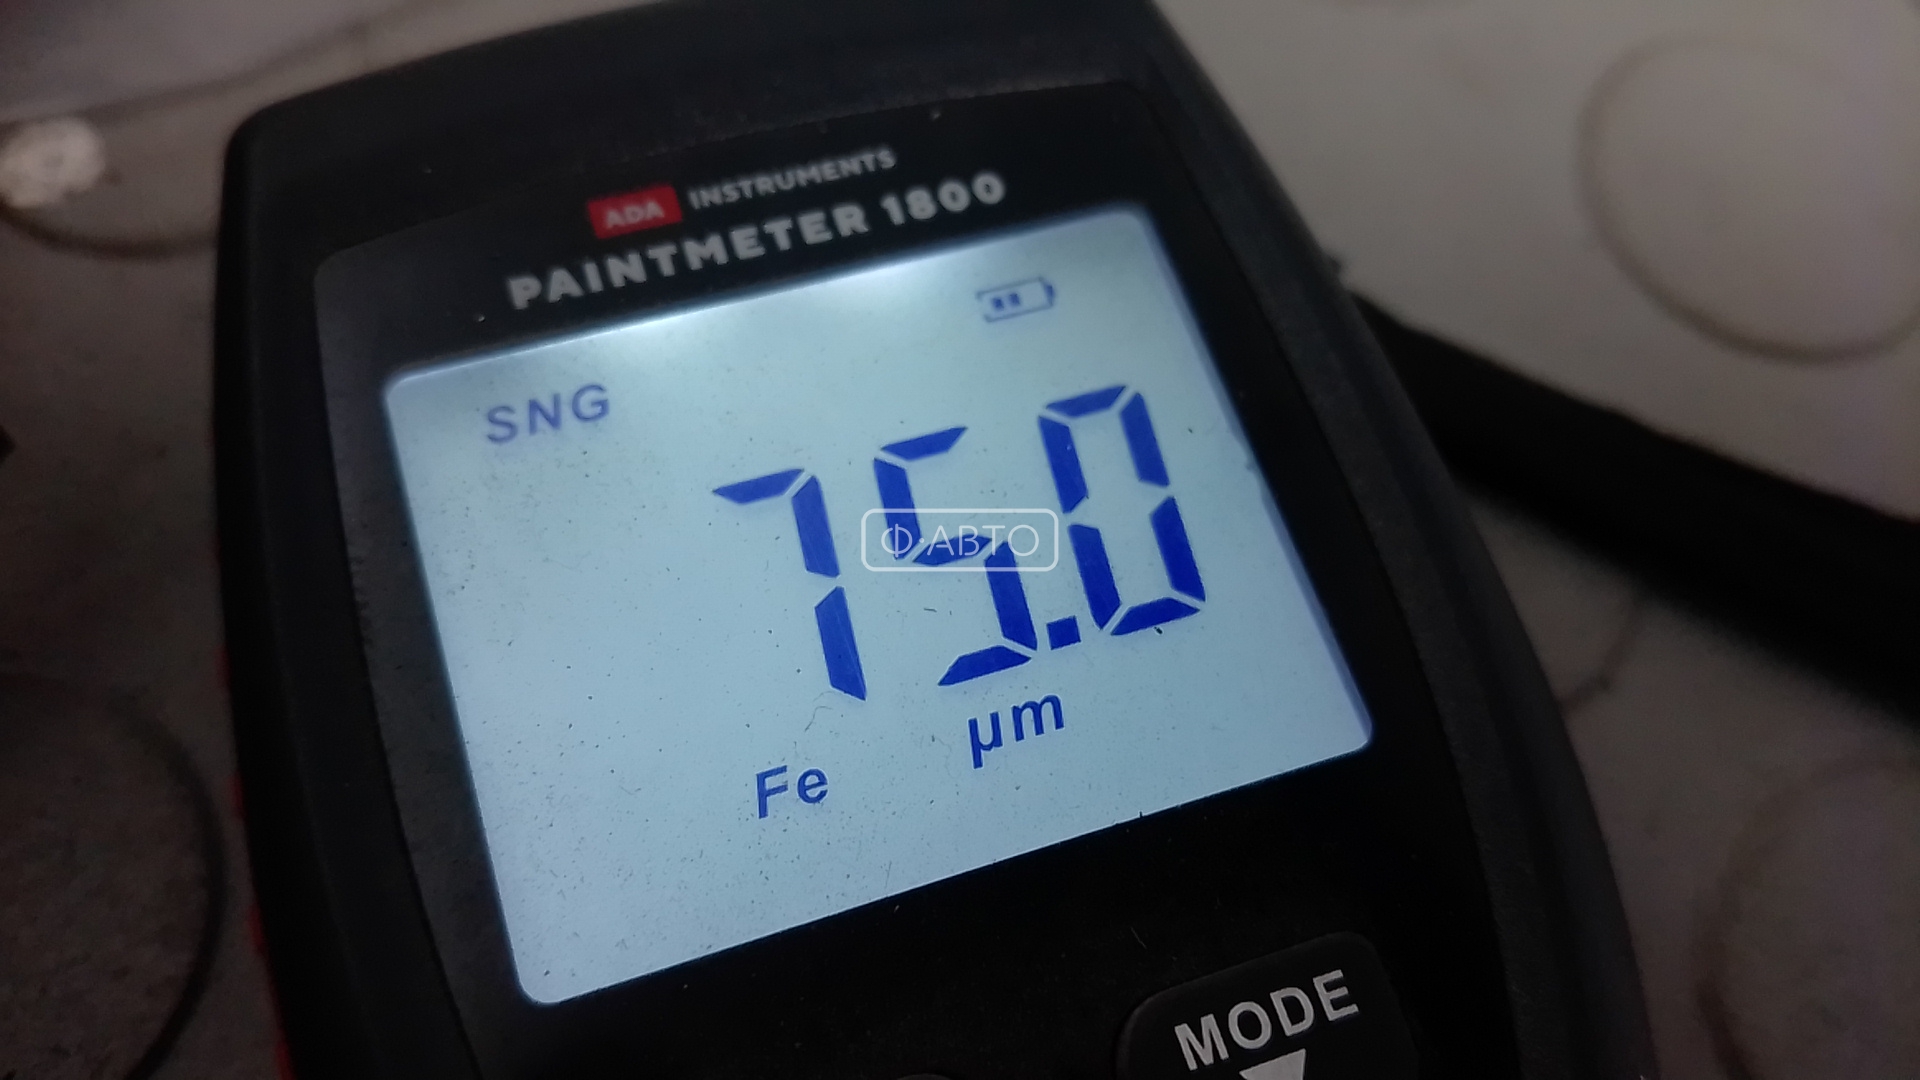 ADA INSTRUMENTS
PAINTMETER 1800
SNG
75.0
Ф·АВТО
µm
Fe
MODE